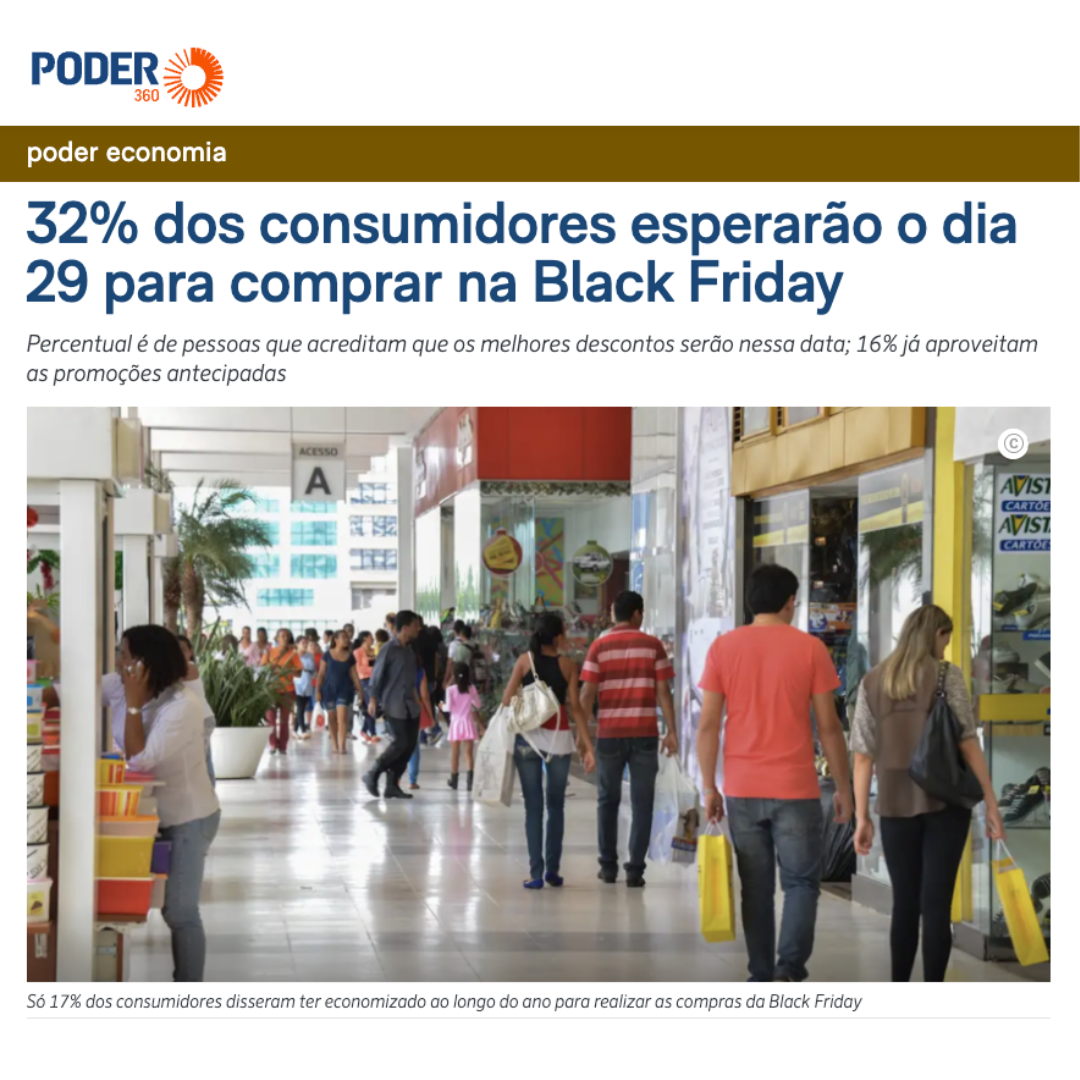 PODER
360
poder economia
32% dos consumidores esperarão o dia
29 para comprar na Black Friday
Percentual é de pessoas que acreditam que os melhores descontos serão nessa data; 16% já aproveitam
as promoções antecipadas
ACESSO
A
©
AVIST
CARTÕE
AVIST
CARTÕE
Só 17% dos consumidores disseram ter economizado ao longo do ano para realizar as compras da Black Friday